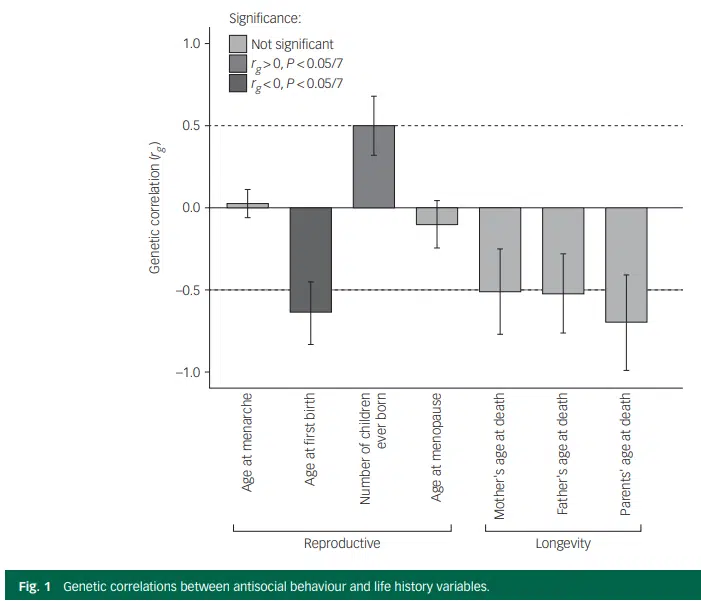 Significance:
Not significant
rg > 0, P < 0.05/7
rg < 0, P < 0.05/7
Genetic correlation (rg)
1.0
0.5
0.0
–0.5
–1.0
Age at menarche
Age at first birth
Number of children
ever born
Age at menopause
Mother's age at death
Father's age at death
Parents' age at death
Reproductive
Longevity
Fig. 1 Genetic correlations between antisocial behaviour and life history variables.